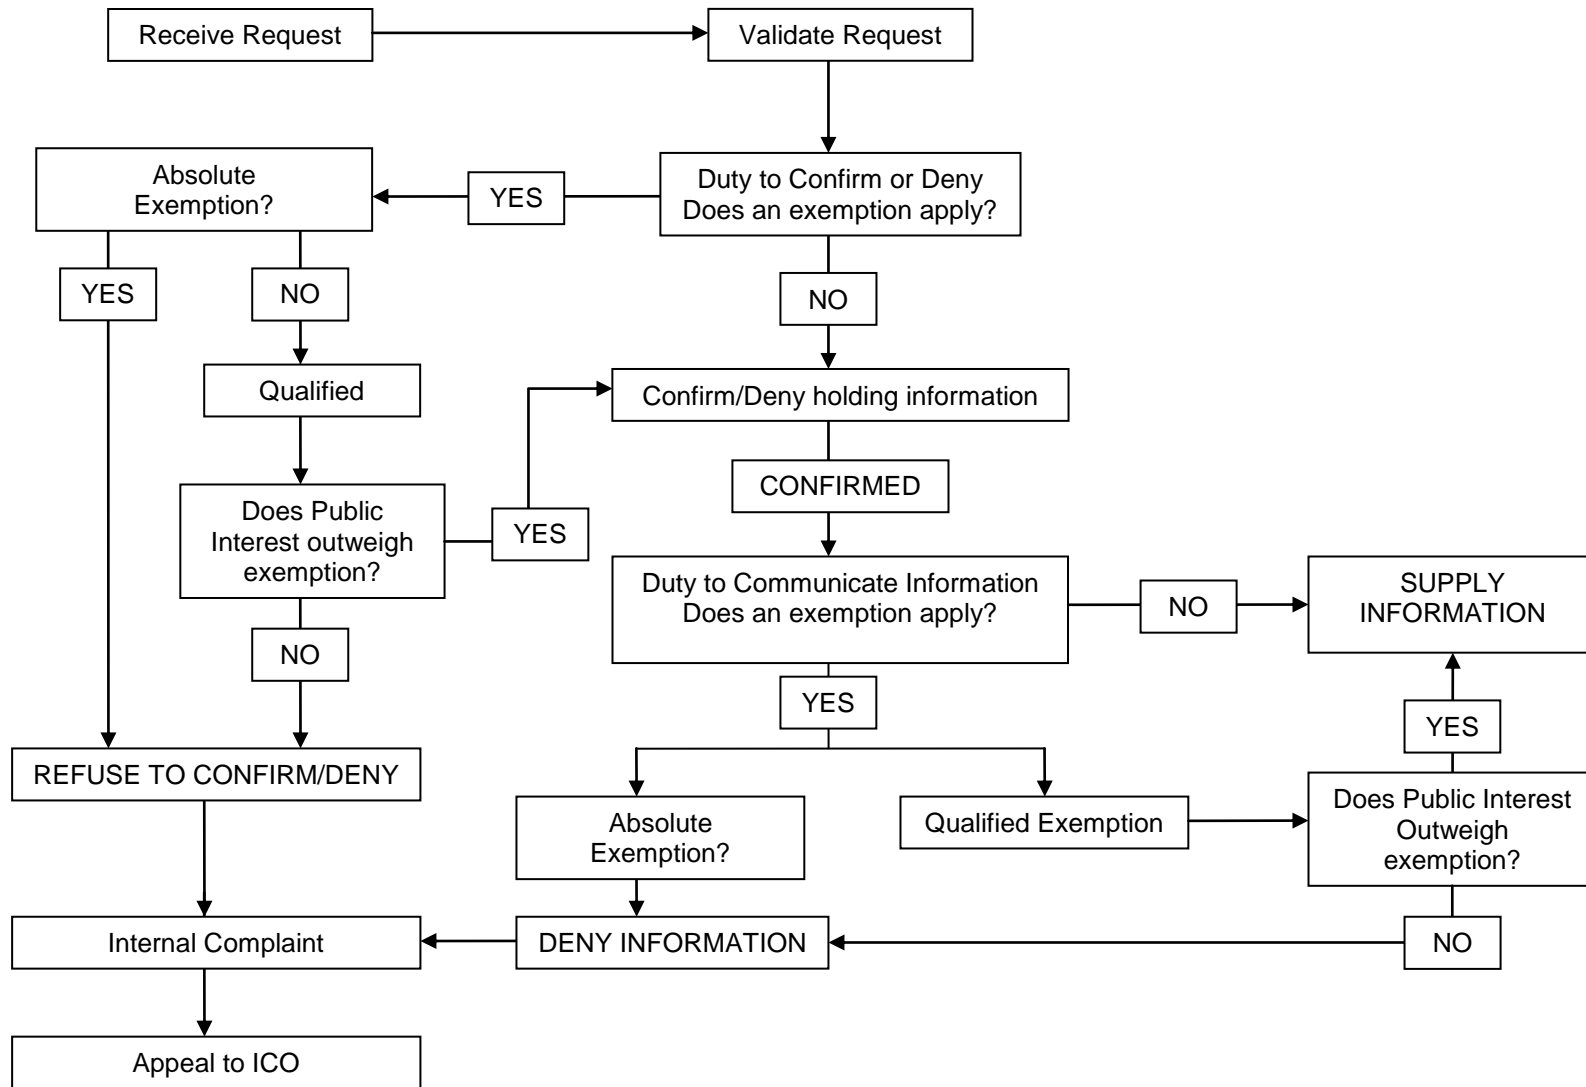 Receive Request
Validate Request
Absolute
Exemption?
YES
Duty to Confirm or Deny
Does an exemption apply?
YES
NO
NO
Qualified
Confirm/Deny holding information
CONFIRMED
Does Public
Interest outweigh
exemption?
YES
NO
Duty to Communicate Information
Does an exemption apply?
NO
SUPPLY
INFORMATION
YES
YES
REFUSE TO CONFIRM/DENY
Absolute
Exemption?
Qualified Exemption
Does Public Interest
Outweigh
exemption?
Internal Complaint
DENY INFORMATION
NO
Appeal to ICO